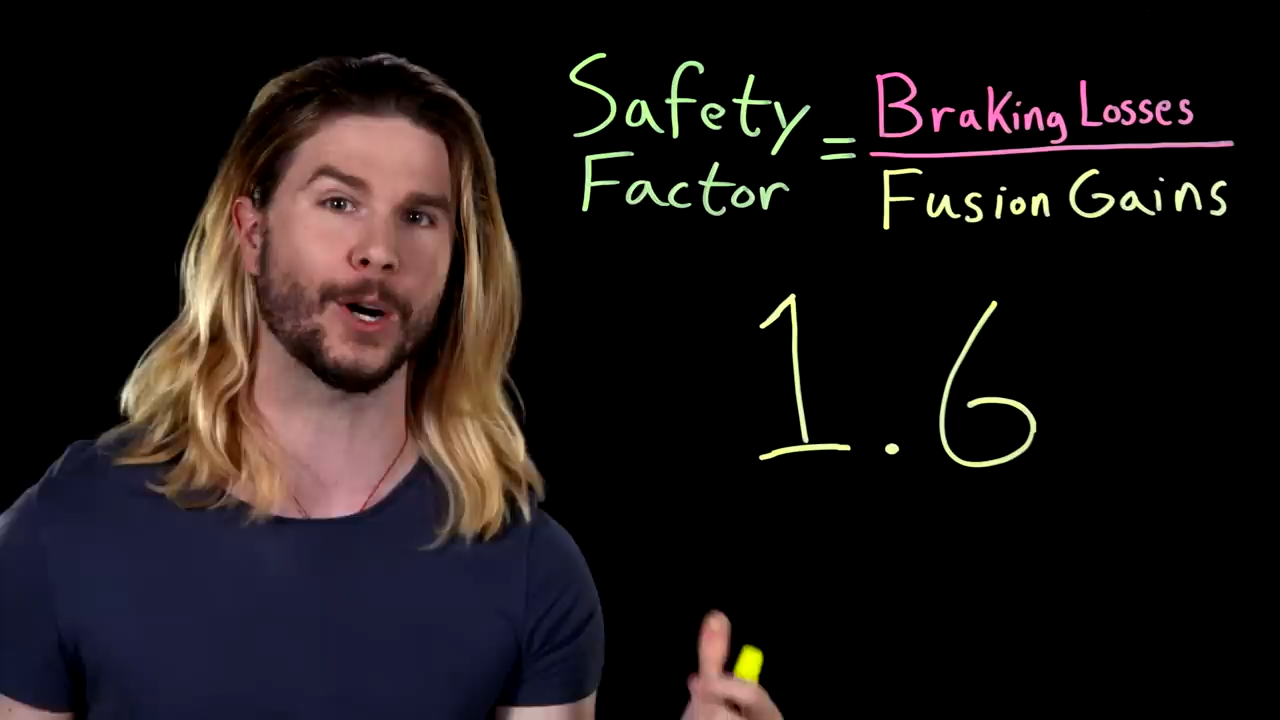 Safety
Factor
=
Braking Losses
Fusion Gains
1.6